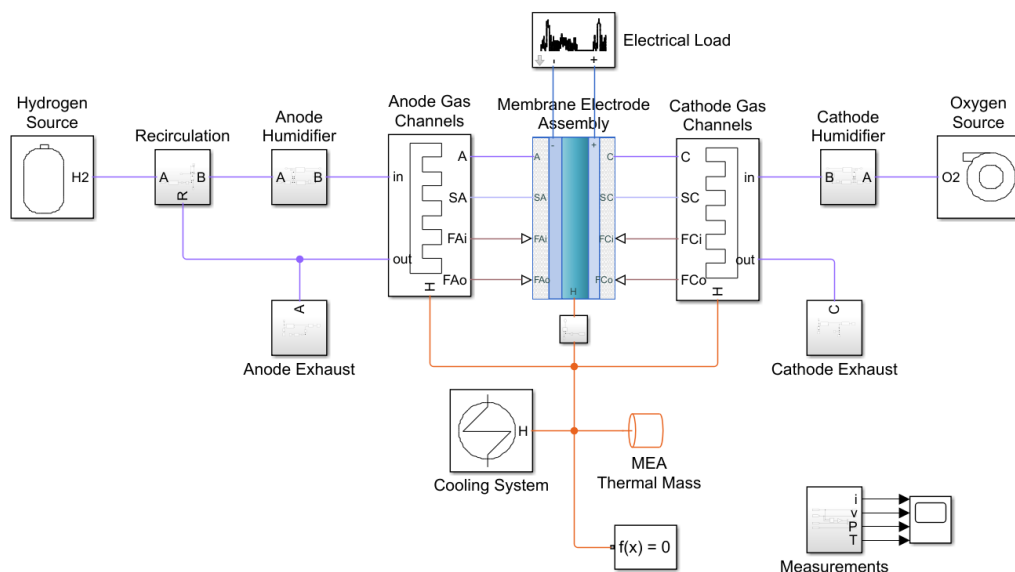 Electrical Load
- +
Hydrogen
Source
H2
Recirculation
A B
R
Anode
Humidifier
A B
Anode Gas
Channels
in
out
A
SA
FAi
FAo
H
Membrane Electrode
Assembly
- +
A C
SA SC
FAi FCi
FAo FCo
H
Cathode Gas
Channels
C
SC
FCi
FCo
in
out
H
Cathode
Humidifier
B A
Oxygen
Source
O2
A
Anode Exhaust
C
Cathode Exhaust
H
Cooling System
MEA
Thermal Mass
f(x) = 0
i
v
P
T
Measurements